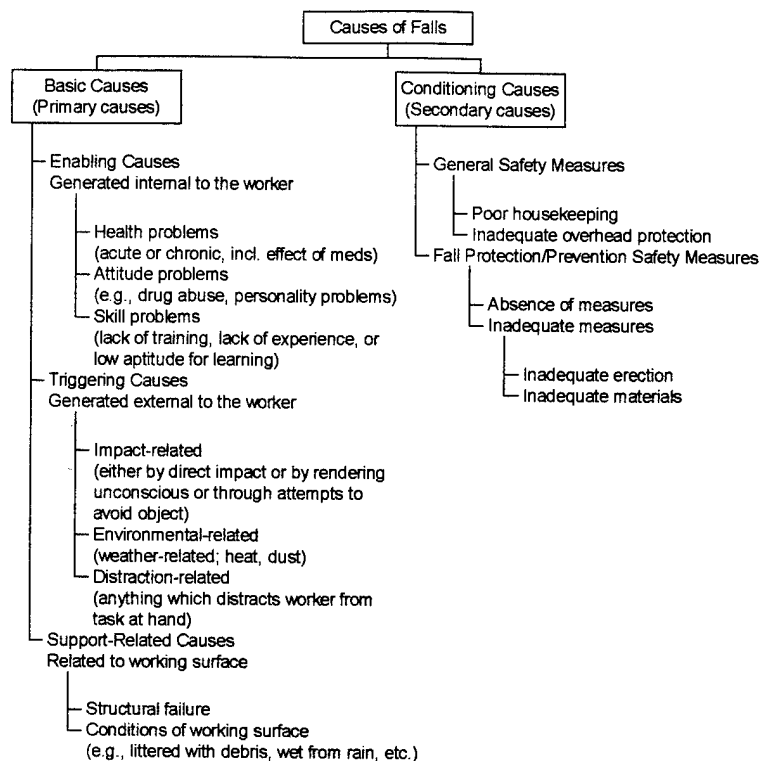 Causes of Falls
Basic Causes
(Primary causes)
Enabling Causes
Generated internal to the worker
Health problems
(acute or chronic, incl. effect of meds)
Attitude problems
(e.g., drug abuse, personality problems)
Skill problems
(lack of training, lack of experience, or
low aptitude for learning)
Triggering Causes
Generated external to the worker
Impact-related
(either by direct impact or by rendering
unconscious or through attempts to
avoid object)
Environmental-related
(weather-related; heat, dust)
Distraction-related
(anything which distracts worker from
task at hand)
Support-Related Causes
Related to working surface
Structural failure
Conditions of working surface
(e.g., littered with debris, wet from rain, etc.)
Conditioning Causes
(Secondary causes)
General Safety Measures
Poor housekeeping
Inadequate overhead protection
Fall Protection/Prevention Safety Measures
Absence of measures
Inadequate measures
Inadequate erection
Inadequate materials